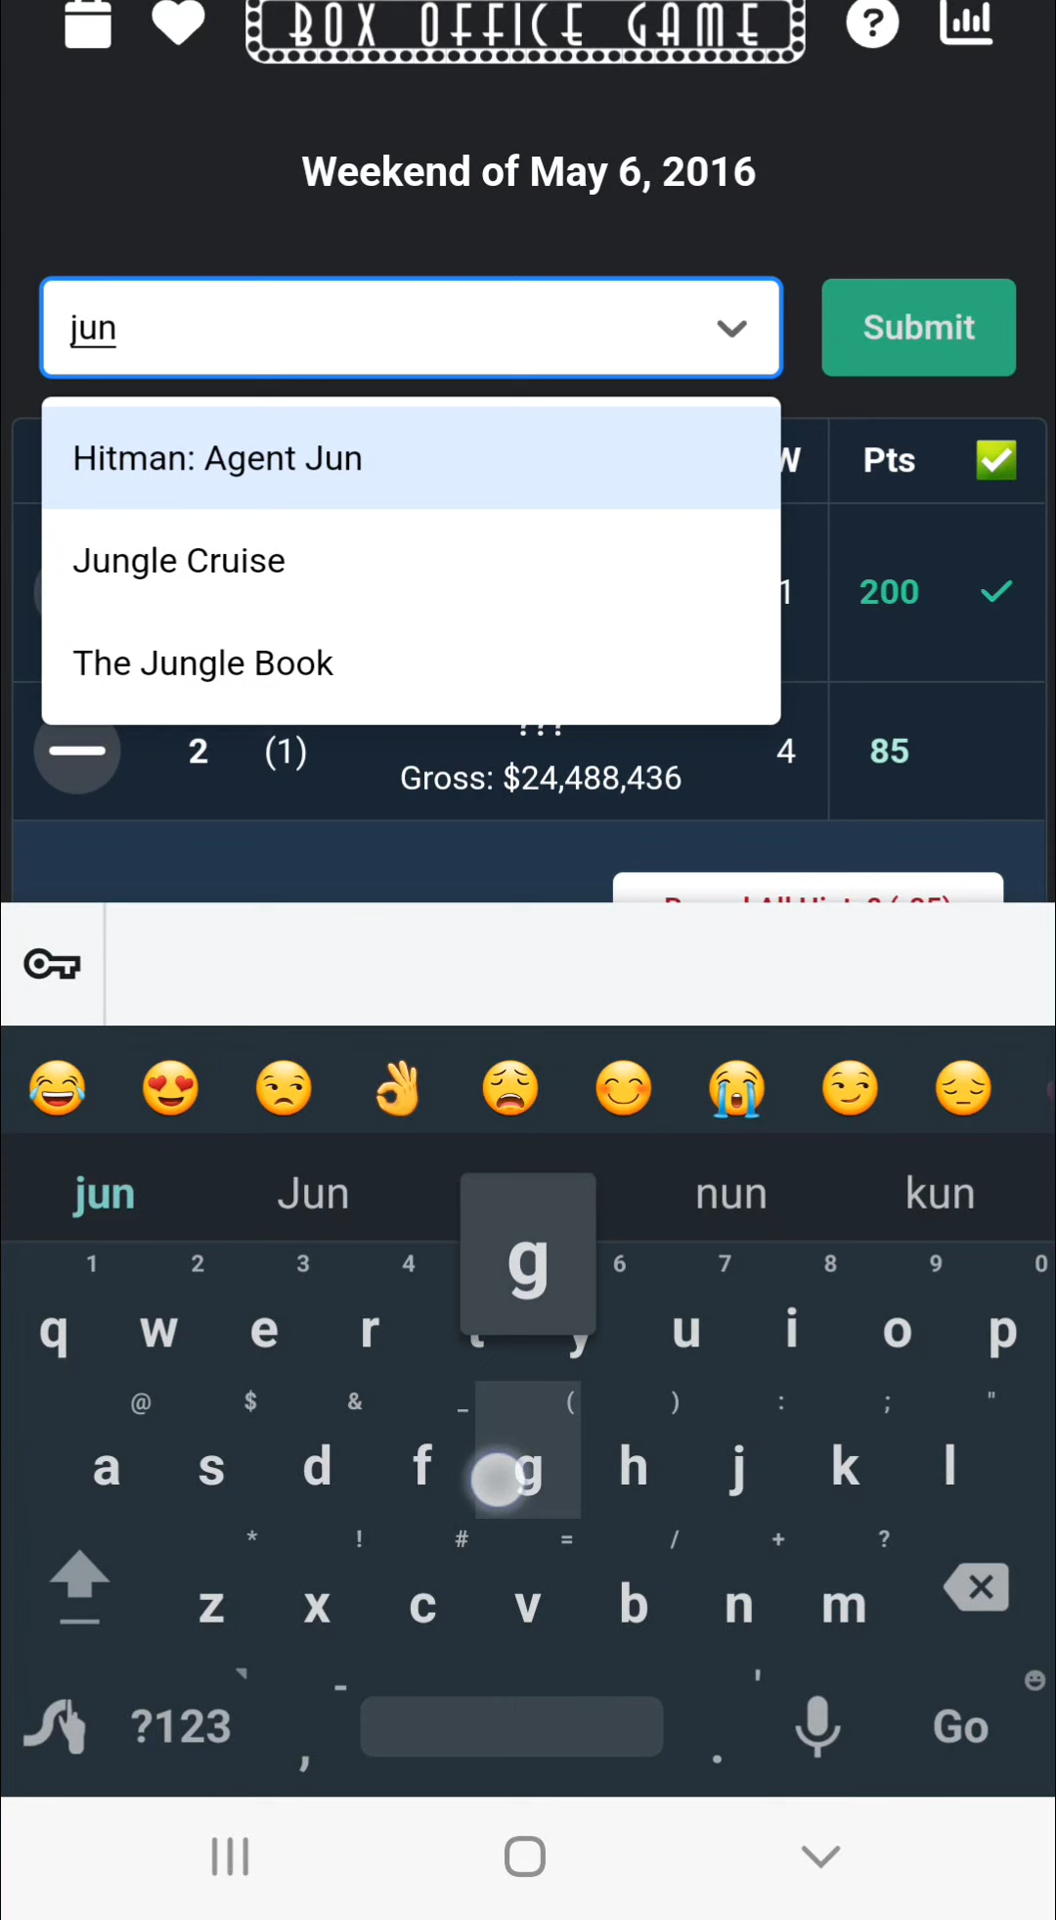 BOX OFFICE GAME
?
Weekend of May 6, 2016
jun
Submit
Hitman: Agent Jun
Jungle Cruise
The Jungle Book
W Pts
1 200
2 (1) ??? 4 85
Gross: $24,488,436
jun Jun nun kun
g
1 2 3 4 6 7 8 9 0
q w e r t y u i o p
@ $ & _ ( ) : ; "
a s d f g h j k l
* ! # = / + ?
z x c v b n m
- '
?123 , . Go